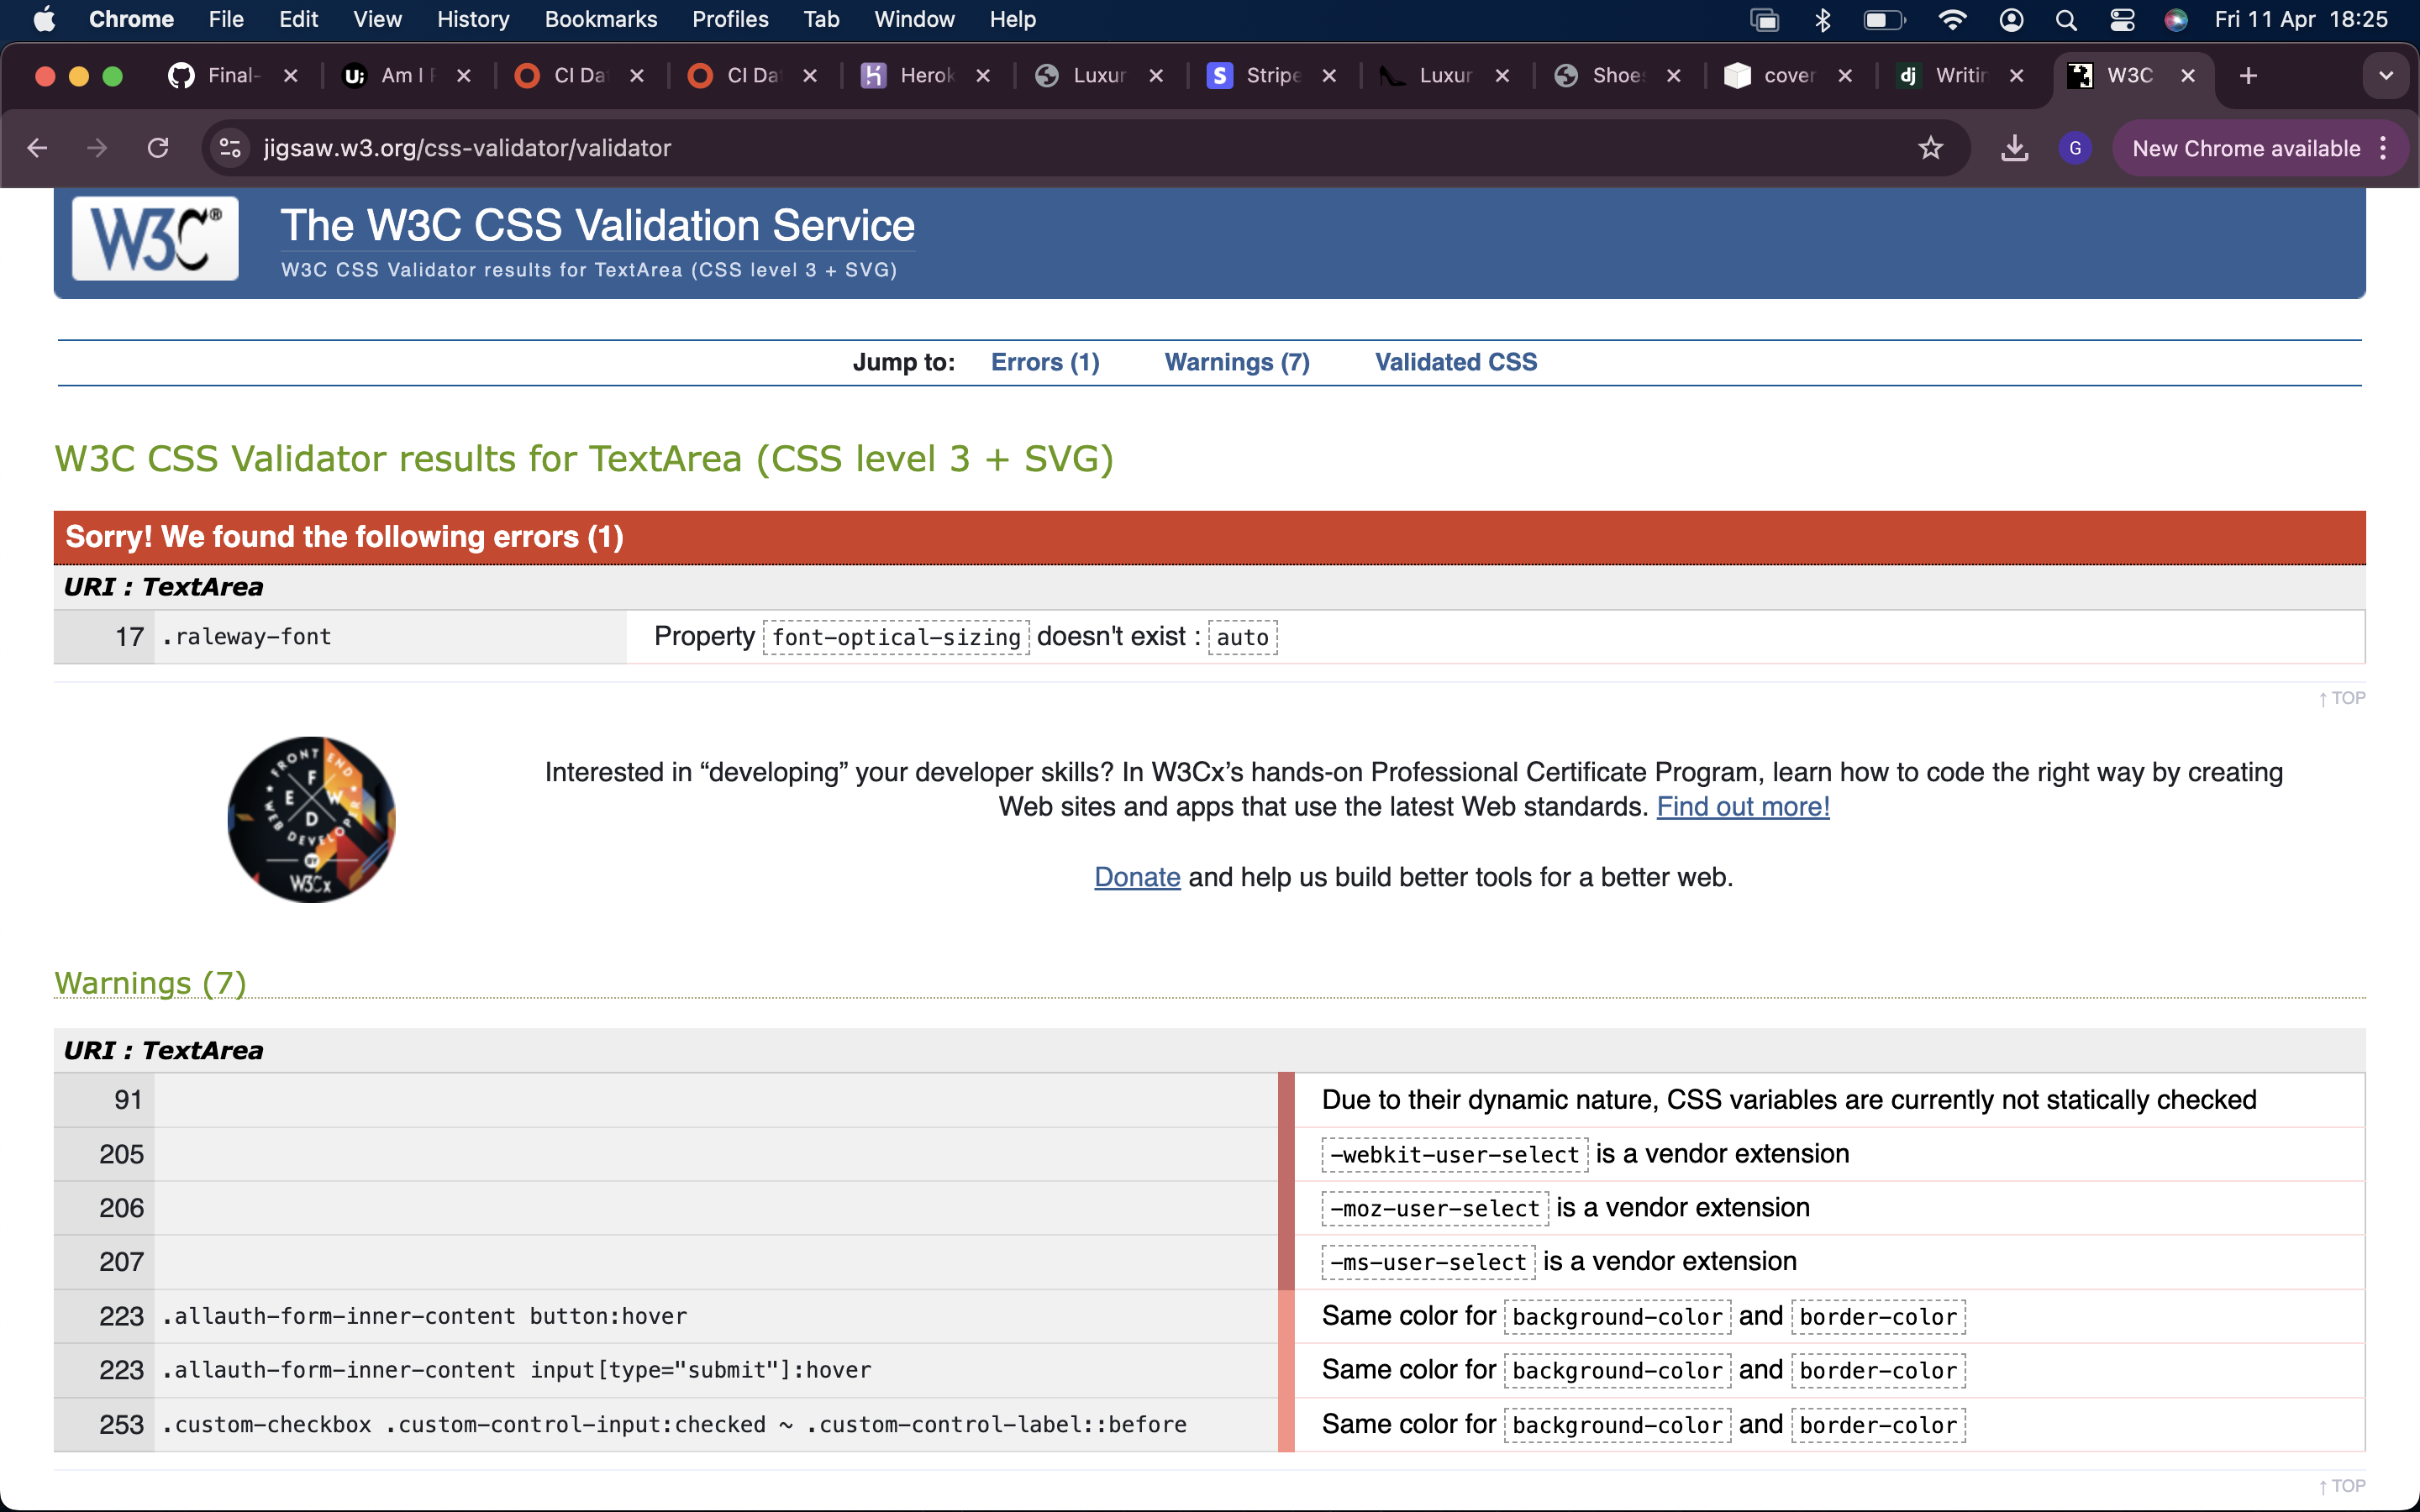 Chrome File Edit View History Bookmarks Profiles Tab Window Help Fri 11 Apr 18:25
Final- Am I CI Da CI Da Herok Luxur Stripe Luxur Shoes cover Writin W3C
jigsaw.w3.org/css-validator/validator G New Chrome available
W3C® The W3C CSS Validation Service
W3C CSS Validator results for TextArea (CSS level 3 + SVG)
Jump to: Errors (1) Warnings (7) Validated CSS
W3C CSS Validator results for TextArea (CSS level 3 + SVG)
Sorry! We found the following errors (1)
URI : TextArea
17 .raleway-font Property font-optical-sizing doesn't exist : auto
↑ TOP
FRONT END
F
E W
D
WEB DEVELOPER
BY
W3Cx
Interested in “developing” your developer skills? In W3Cx’s hands-on Professional Certificate Program, learn how to code the right way by creating
Web sites and apps that use the latest Web standards. Find out more!
Donate and help us build better tools for a better web.
Warnings (7)
URI : TextArea
91 Due to their dynamic nature, CSS variables are currently not statically checked
205 -webkit-user-select is a vendor extension
206 -moz-user-select is a vendor extension
207 -ms-user-select is a vendor extension
223 .allauth-form-inner-content button:hover Same color for background-color and border-color
223 .allauth-form-inner-content input[type="submit"]:hover Same color for background-color and border-color
253 .custom-checkbox .custom-control-input:checked ~ .custom-control-label::before Same color for background-color and border-color
↑ TOP